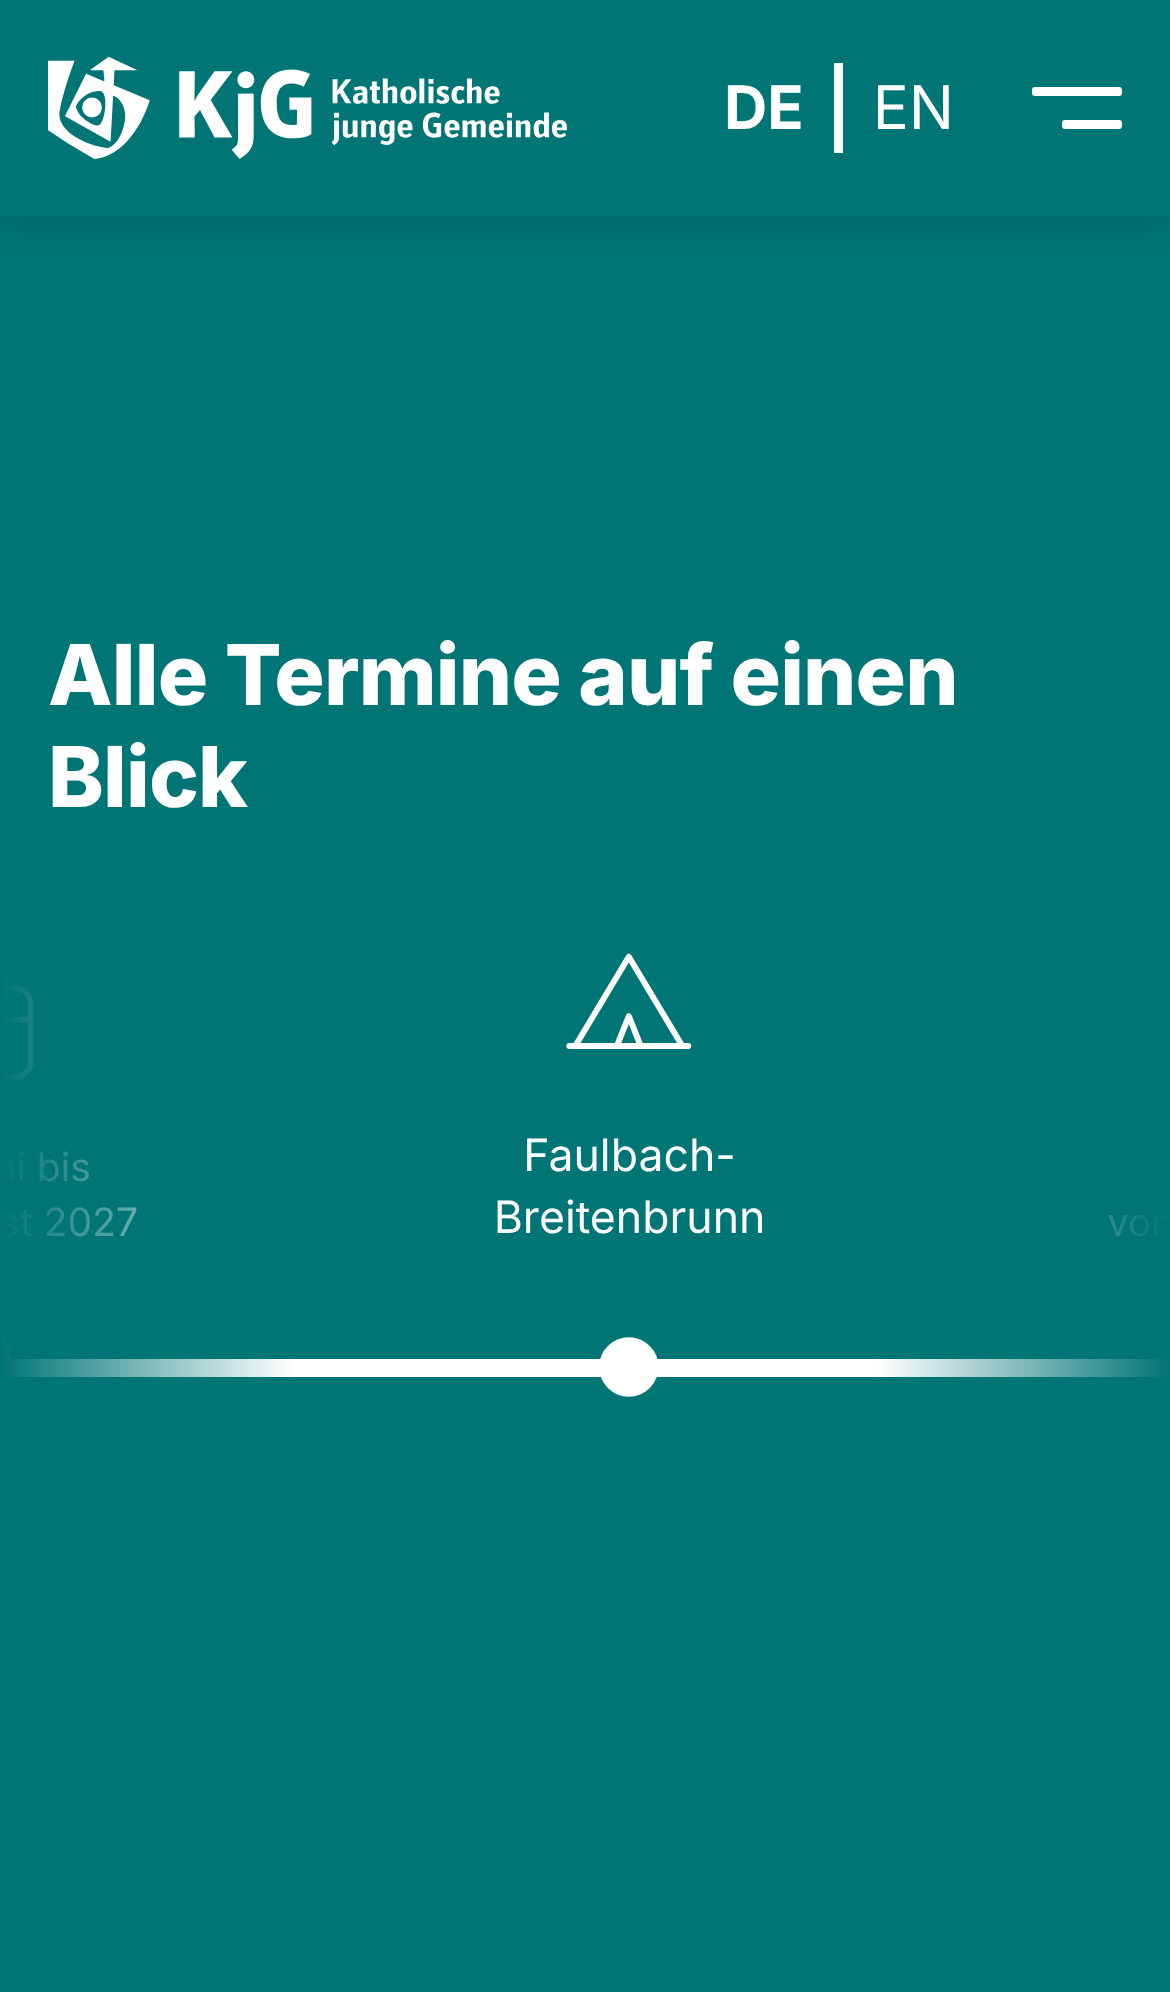 KjG
Katholische
junge Gemeinde
DE | EN
Alle Termine auf einen
Blick
bis
2027
Faulbach-
Breitenbrunn